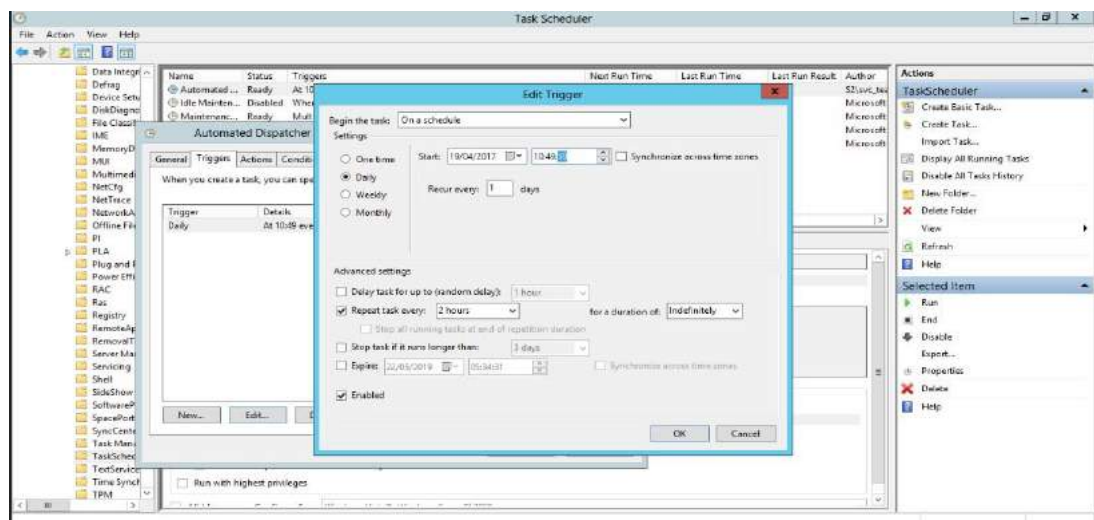 Task Scheduler
File Action View Help
Data Integr
Defrag
Device Setu
DiskDiagno
File Classif
IME
MemoryD
MUI
Multimedi
NetCfg
NetTrace
NetworkA
Offline File
PI
PLA
Plug and P
Power Effi
RAC
Ras
Registry
RemoteAp
RemovalT
Server Ma
Servicing
Shell
SideShow
SoftwareP
SpacePort
SyncCente
Task Mana
TaskSched
TextService
Time Synch
TPM
Name Status Triggers Next Run Time Last Run Time Last Run Result Author
Automated ... Ready At 10
Idle Mainten... Disabled When Microsoft
Maintenanc... Ready Mult Microsoft
Microsoft
Microsoft
Automated Dispatcher
General Triggers Actions Conditi
When you create a task, you can spe
Trigger Details
Daily At 10:49 eve
New... Edit...
Run with highest privileges
Edit Trigger
Begin the task: On a schedule
Settings
One time
Daily
Weekly
Monthly
Start: 19/04/2017 10:49: Synchronize across time zones
Recur every: 1 days
Advanced settings
Delay task for up to (random delay): 1 hour
Repeat task every: 2 hours for a duration of: Indefinitely
Stop all running tasks at end of repetition duration
Stop task if it runs longer than: 3 days
Expire: Synchronize across time zones
Enabled
OK Cancel
Actions
TaskScheduler
Create Basic Task...
Create Task...
Import Task...
Display All Running Tasks
Disable All Tasks History
New Folder...
Delete Folder
View
Refresh
Help
Selected Item
Run
End
Disable
Export...
Properties
Delete
Help